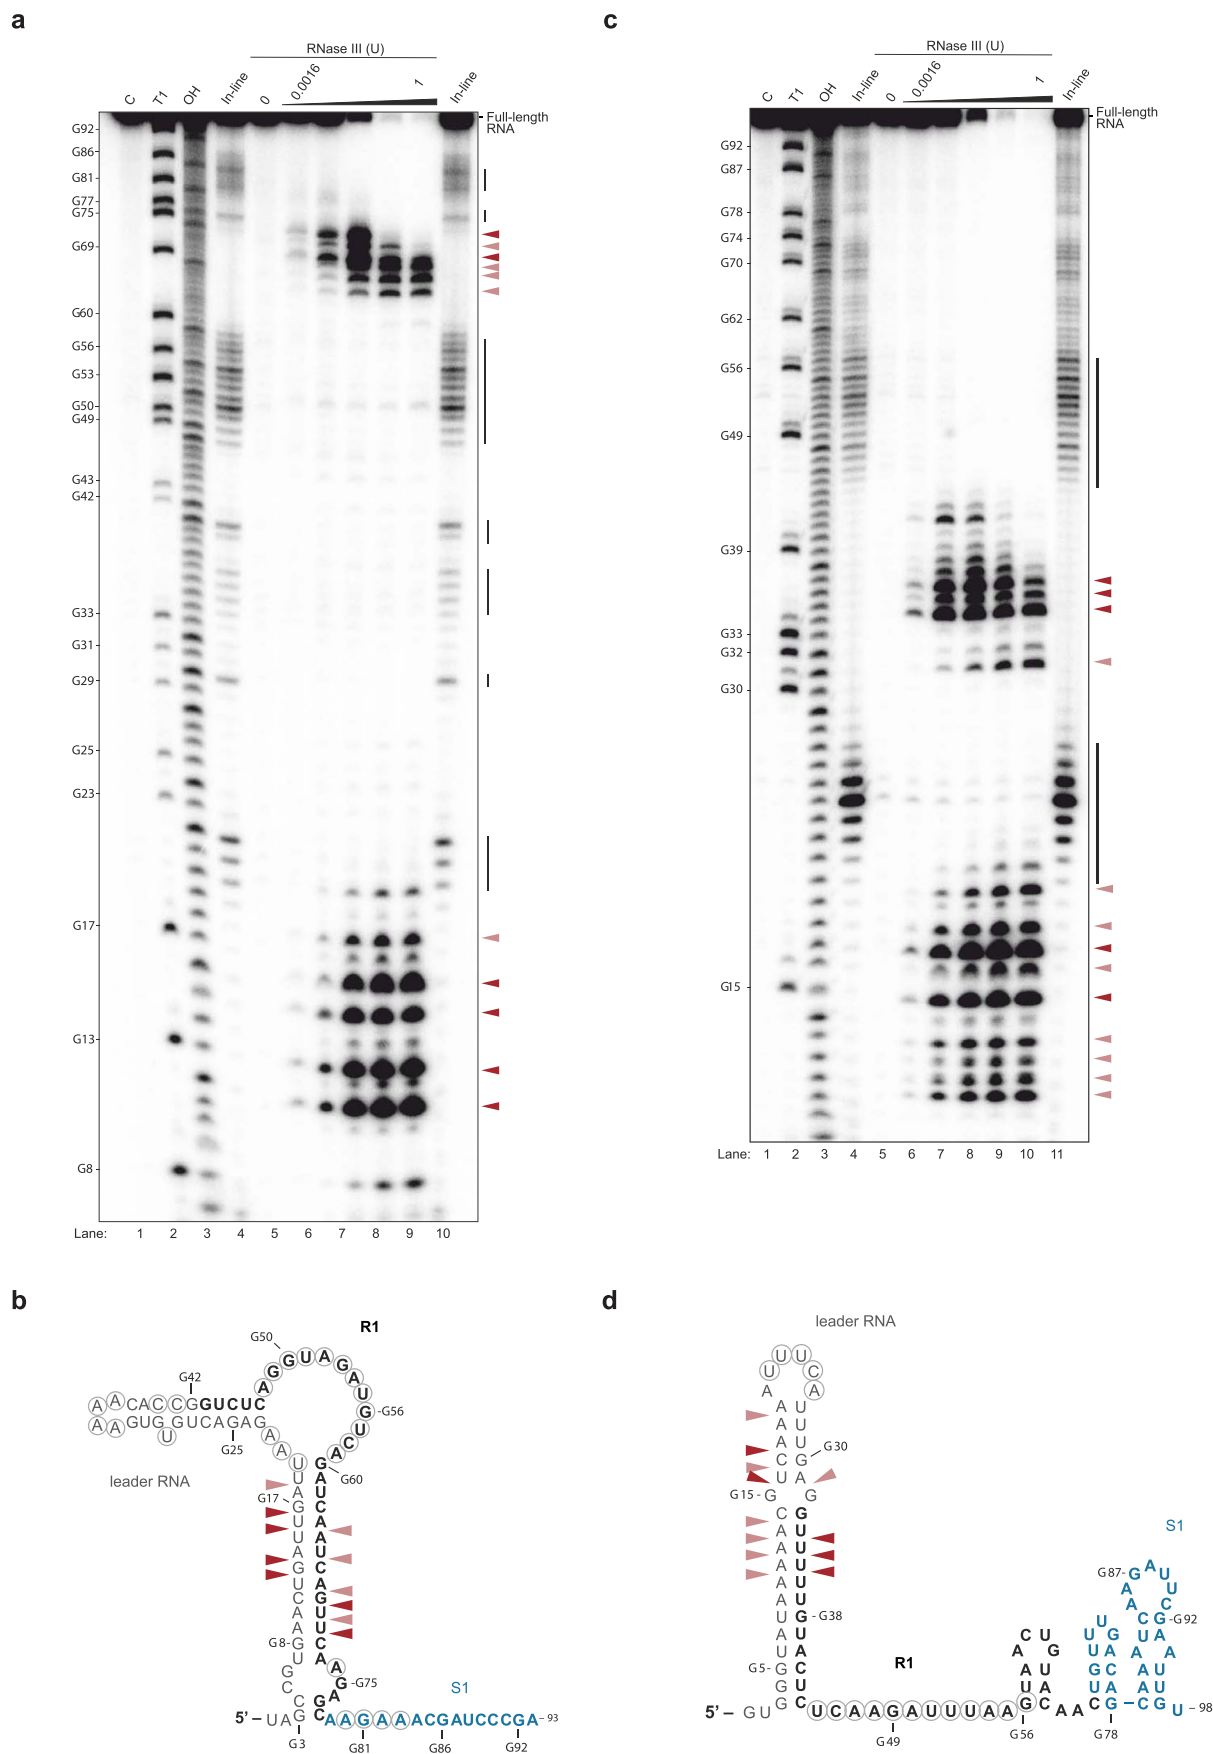 a
RNase III (U)
C
T1
OH
In-line
0
0.0016
1
In-line
Full-length
RNA
G92
G86
G81
G77
G75
G69
G60
G56
G53
G50
G49
G43
G42
G33
G31
G29
G25
G23
G17
G13
G8
Lane: 1 2 3 4 5 6 7 8 9 10
c
RNase III (U)
C
T1
OH
In-line
0
0.0016
1
In-line
Full-length
RNA
G92
G87
G78
G74
G70
G62
G56
G49
G39
G33
G32
G30
G15
Lane: 1 2 3 4 5 6 7 8 9 10 11
b
R1
G50
G42
G56
G25
leader RNA
G60
G17
G8
G75
S1
5' – UAG
AAGAAACGAUCCCGA – 93
G3
G81
G86
G92
d
leader RNA
G30
G15
G38
G5
R1
S1
G87
G92
5' – GU
UCAAGAUUUAAG
98
G49
G56
G78